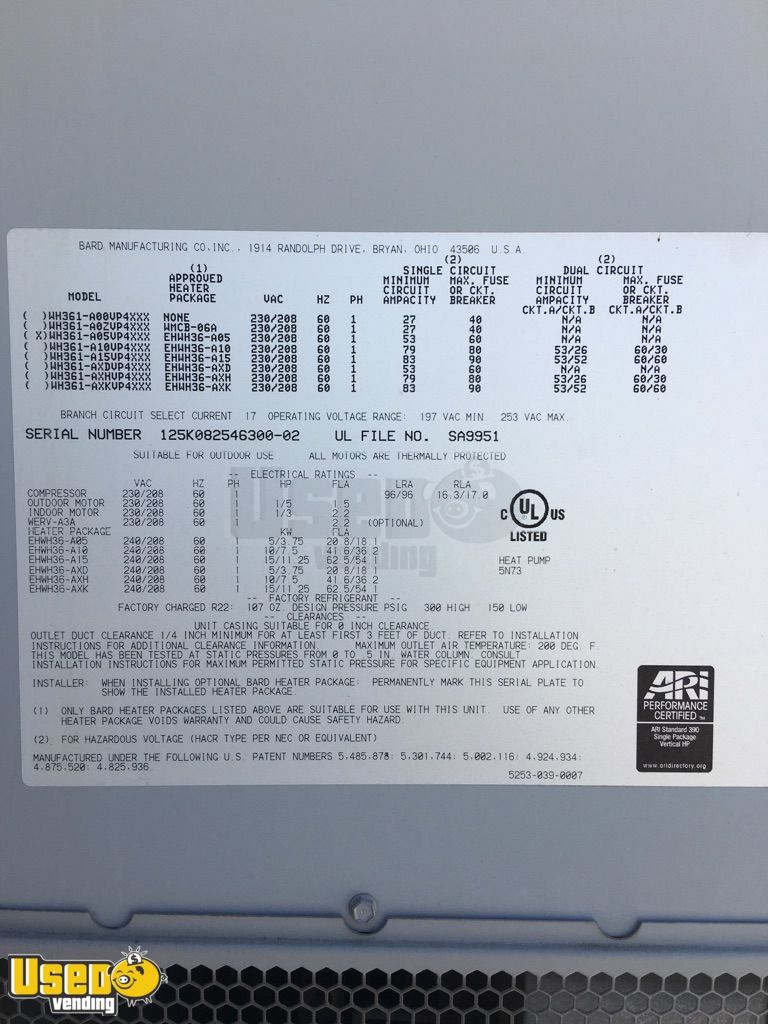 BARD MANUFACTURING CO.,INC., 1914 RANDOLPH DRIVE, BRYAN, OHIO 43506 U.S.A.
(1) (2) (2)
APPROVED SINGLE CIRCUIT DUAL CIRCUIT
HEATER MINIMUM MAX. FUSE MINIMUM MAX. FUSE
MODEL PACKAGE VAC HZ PH CIRCUIT OR CKT. CIRCUIT OR CKT.
AMPACITY BREAKER AMPACITY BREAKER
CKT.A/CKT.B CKT.A/CKT.B
( )WH361-A00VP4XXX NONE 230/208 60 1 27 40 N/A N/A
( )WH361-A0ZVP4XXX WMCB-06A 230/208 60 1 27 40 N/A N/A
( X)WH361-A05VP4XXX EHWH36-A05 230/208 60 1 53 60 N/A N/A
( )WH361-A10VP4XXX EHWH36-A10 230/208 60 1 79 80 53/26 60/30
( )WH361-A15VP4XXX EHWH36-A15 230/208 60 1 83 90 53/52 60/60
( )WH361-AXDVP4XXX EHWH36-AXD 230/208 60 1 53 60 N/A N/A
( )WH361-AXHVP4XXX EHWH36-AXH 230/208 60 1 79 80 53/26 60/30
( )WH361-AXKVP4XXX EHWH36-AXK 230/208 60 1 83 90 53/52 60/60
BRANCH CIRCUIT SELECT CURRENT 17 OPERATING VOLTAGE RANGE: 197 VAC MIN. 253 VAC MAX.
SERIAL NUMBER 125K082546300-02 UL FILE NO. SA9951
SUITABLE FOR OUTDOOR USE ALL MOTORS ARE THERMALLY PROTECTED
-- ELECTRICAL RATINGS --
VAC HZ PH HP FLA LRA RLA
COMPRESSOR 230/208 60 1 96/96 16.3/17.0
OUTDOOR MOTOR 230/208 60 1 1/5 1.5
INDOOR MOTOR 230/208 60 1 1/3 2.2
WERV-A3A 230/208 60 1 2.2 (OPTIONAL)
HEATER PACKAGE KW FLA
EHWH36-A05 240/208 60 1 5/3.75 20.8/18.1
EHWH36-A10 240/208 60 1 10/7.5 41.6/36.2
EHWH36-A15 240/208 60 1 15/11.25 62.5/54.1
EHWH36-AXD 240/208 60 1 5/3.75 20.8/18.1
EHWH36-AXH 240/208 60 1 10/7.5 41.6/36.2
EHWH36-AXK 240/208 60 1 15/11.25 62.5/54.1
C UL US
LISTED
HEAT PUMP
5N73
-- FACTORY REFRIGERANT --
FACTORY CHARGED R22: 107 OZ. DESIGN PRESSURE PSIG 300 HIGH 150 LOW
-- CLEARANCES --
UNIT CASING SUITABLE FOR 0 INCH CLEARANCE.
OUTLET DUCT CLEARANCE 1/4 INCH MINIMUM FOR AT LEAST FIRST 3 FEET OF DUCT. REFER TO INSTALLATION
INSTRUCTIONS FOR ADDITIONAL CLEARANCE INFORMATION MAXIMUM OUTLET AIR TEMPERATURE: 200 DEG. F.
THIS MODEL HAS BEEN TESTED AT STATIC PRESSURES FROM 0 TO .5 IN. WATER COLUMN. CONSULT
INSTALLATION INSTRUCTIONS FOR MAXIMUM PERMITTED STATIC PRESSURE FOR SPECIFIC EQUIPMENT APPLICATION.
INSTALLER: WHEN INSTALLING OPTIONAL BARD HEATER PACKAGE: PERMANENTLY MARK THIS SERIAL PLATE TO
SHOW THE INSTALLED HEATER PACKAGE.
(1) ONLY BARD HEATER PACKAGES LISTED ABOVE ARE SUITABLE FOR USE WITH THIS UNIT. USE OF ANY OTHER
HEATER PACKAGE VOIDS WARRANTY AND COULD CAUSE SAFETY HAZARD.
(2) FOR HAZARDOUS VOLTAGE (HACR TYPE PER NEC OR EQUIVALENT)
MANUFACTURED UNDER THE FOLLOWING U.S. PATENT NUMBERS 5,485,878; 5,301,744; 5,002,116; 4,924,934;
4,875,520; 4,825,936.
5253-039-0007
ARI
PERFORMANCE
CERTIFIED TM
ARI Standard 390
Single Package
Vertical HP
www.aridirectory.org
USED
vending
USED
vending